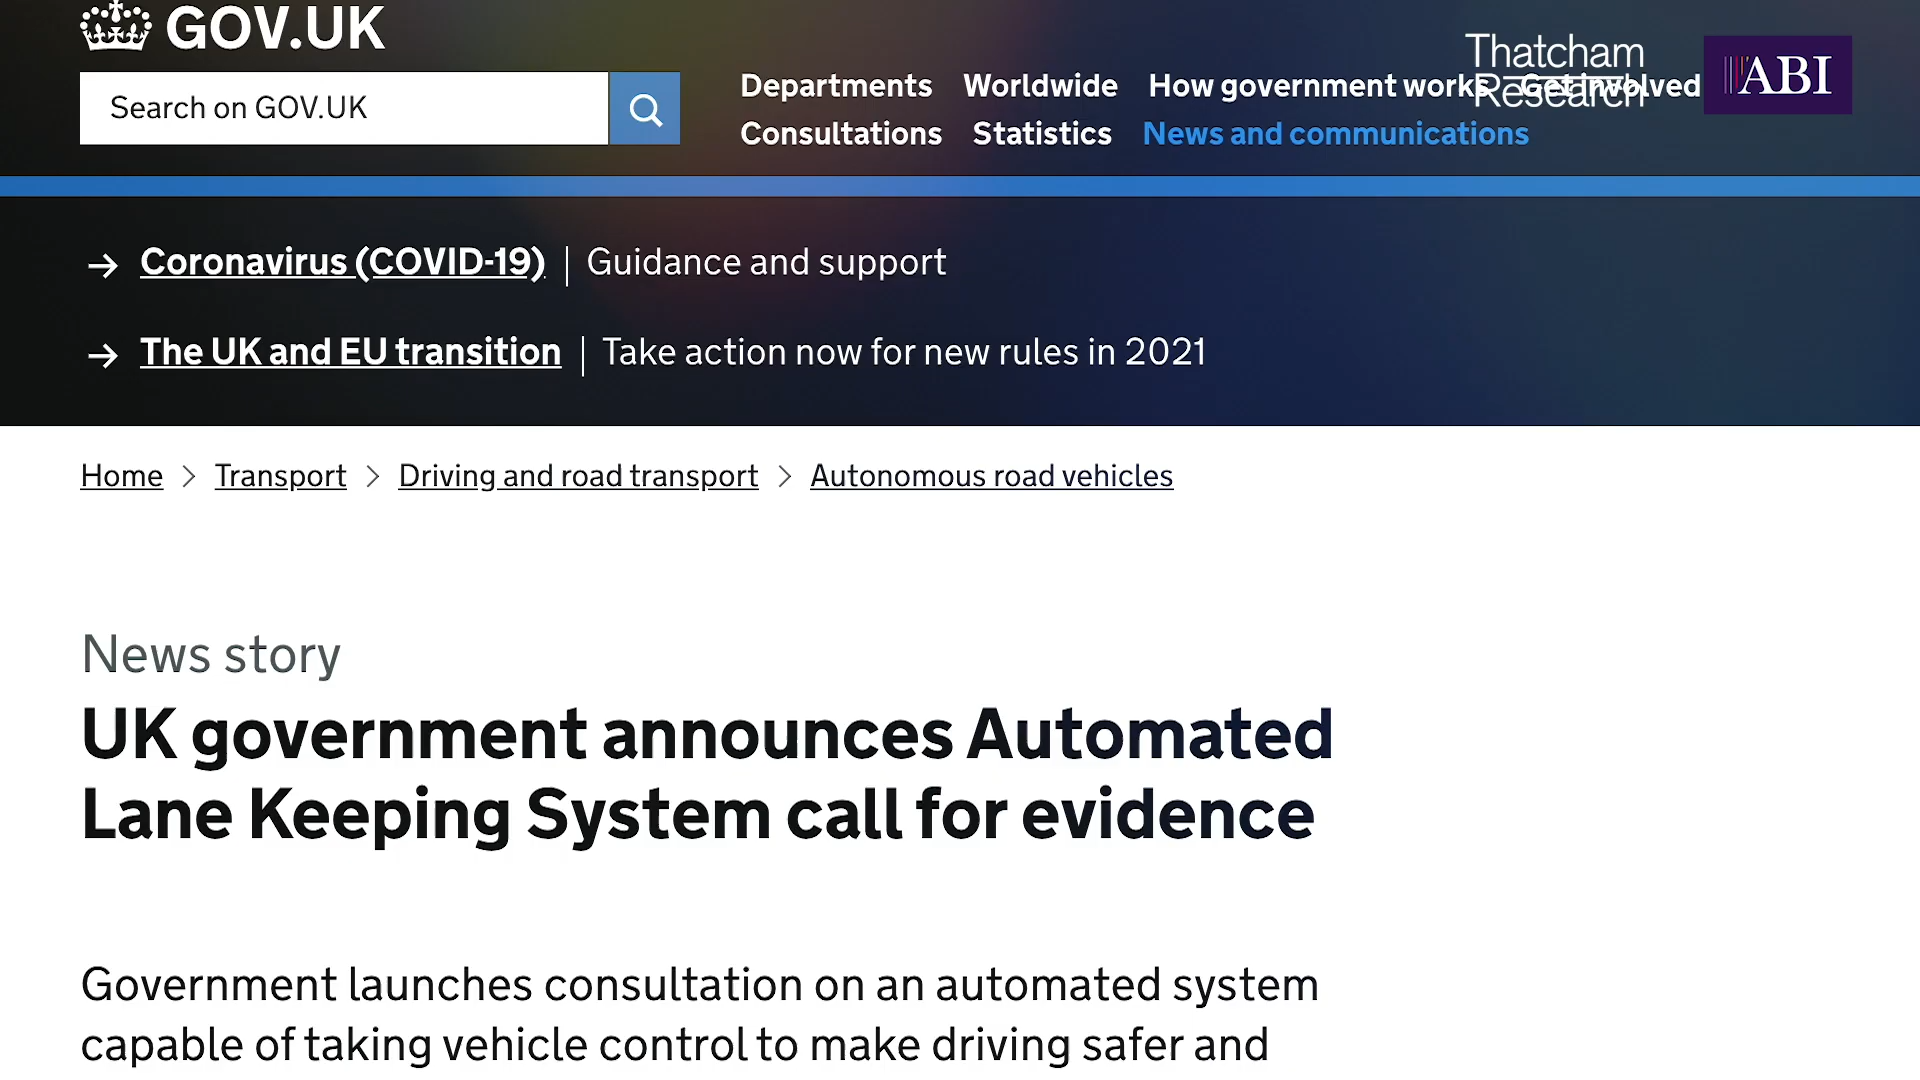 GOV.UK
Search on GOV.UK
Departments Worldwide How government works Get involved
Consultations Statistics News and communications
Thatcham
Research
ABI
→ Coronavirus (COVID-19) | Guidance and support
→ The UK and EU transition | Take action now for new rules in 2021
Home > Transport > Driving and road transport > Autonomous road vehicles
News story
UK government announces Automated
Lane Keeping System call for evidence
Government launches consultation on an automated system
capable of taking vehicle control to make driving safer and